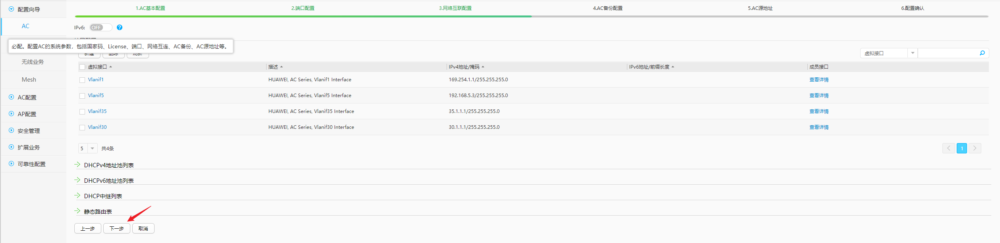 配置向导
AC
无线业务
Mesh
AC配置
AP配置
安全管理
扩展业务
可靠性配置
1.AC基本配置 2.端口配置 3.网络互联配置 4.AC备份配置 5.AC源地址 6.配置确认
IPv6: OFF ?
必配。配置AC的系统参数，包括国家码、License、端口、网络互连、AC备份、AC源地址等。
新建 删除 刷新 虚拟接口
虚拟接口 描述 IPv4地址/掩码 IPv6地址/前缀长度 成员接口
Vlanif1 HUAWEI, AC Series, Vlanif1 Interface 169.254.1.1/255.255.255.0 查看详情
Vlanif5 HUAWEI, AC Series, Vlanif5 Interface 192.168.5.3/255.255.255.0 查看详情
Vlanif35 HUAWEI, AC Series, Vlanif35 Interface 35.1.1.1/255.255.255.0 查看详情
Vlanif30 HUAWEI, AC Series, Vlanif30 Interface 30.1.1.1/255.255.255.0 查看详情
5 共4条 1
DHCPv4地址池列表
DHCPv6地址池列表
DHCP中继列表
静态路由表
上一步 下一步 取消